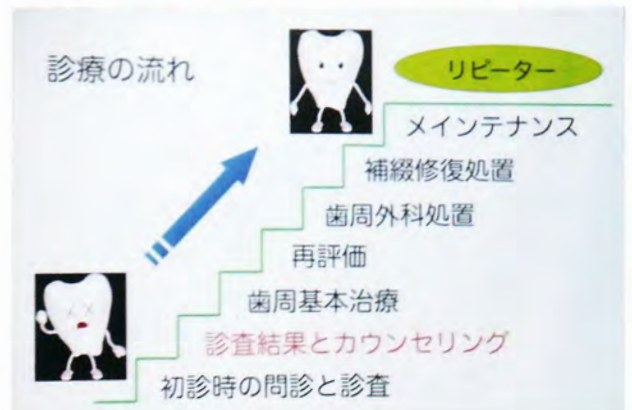 診療の流れ
リピーター
メインテナンス
補綴修復処置
歯周外科処置
再評価
歯周基本治療
診査結果とカウンセリング
初診時の問診と診査